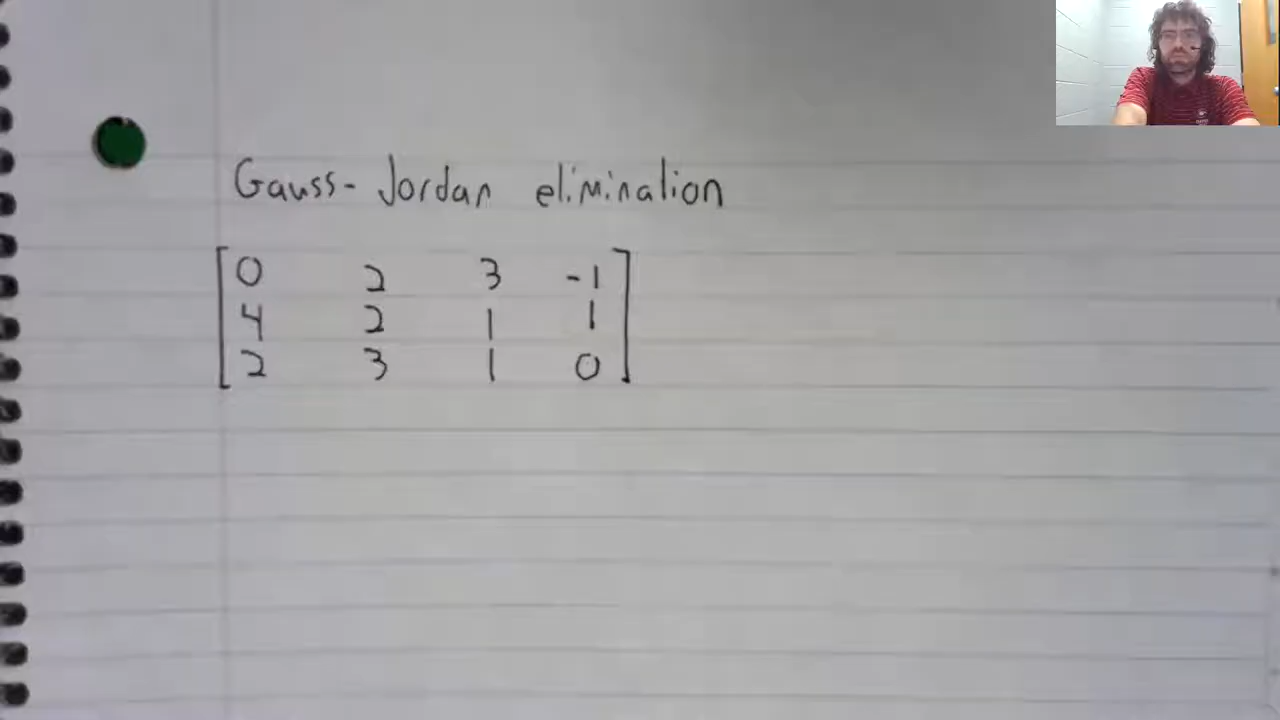 Gauss-Jordan elimination
0 2 3 -1
4 2 1 1
2 3 1 0